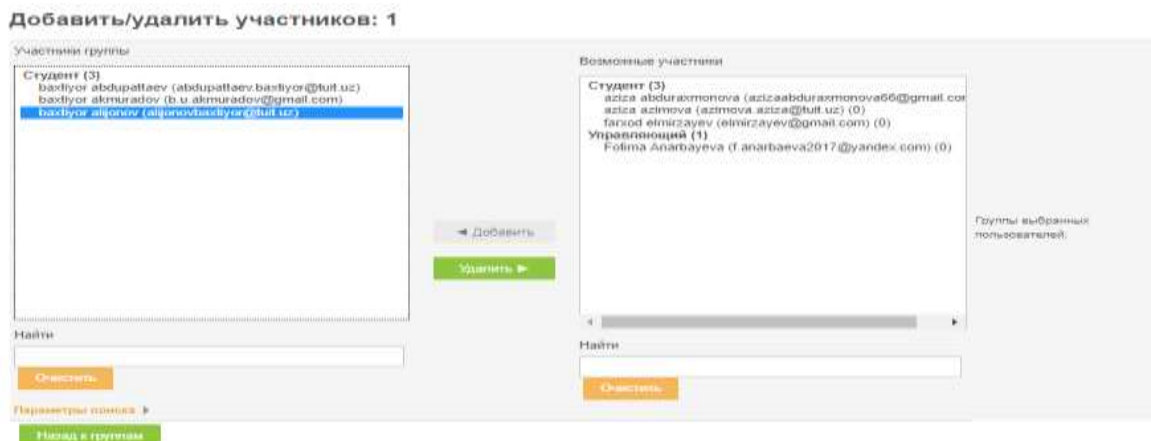 Добавить/удалить участников: 1
Участники группы
Студент (3)
baxtiyor abdupattaev (abdupattaev.baxtiyor@tuit.uz)
baxtiyor akmuradov (b.u.akmuradov@gmail.com)
baxtiyor alijonov (alijonovbaxtiyor@tuit.uz)
Найти
Очистить
Параметры поиска
Назад к группам
◄ Добавить
Удалить ►
Возможные участники
Студент (3)
aziza abduraxmonova (azizaabduraxmonova66@gmail.cor
aziza azimova (azimova.aziza@tuit.uz) (0)
farxod elmirzayev (elmirzayev@gmail.com) (0)
Управляющий (1)
Fotima Anarbayeva (f.anarbaeva2017@yandex.com) (0)
Найти
Очистить
Группы выбранных
пользователей: